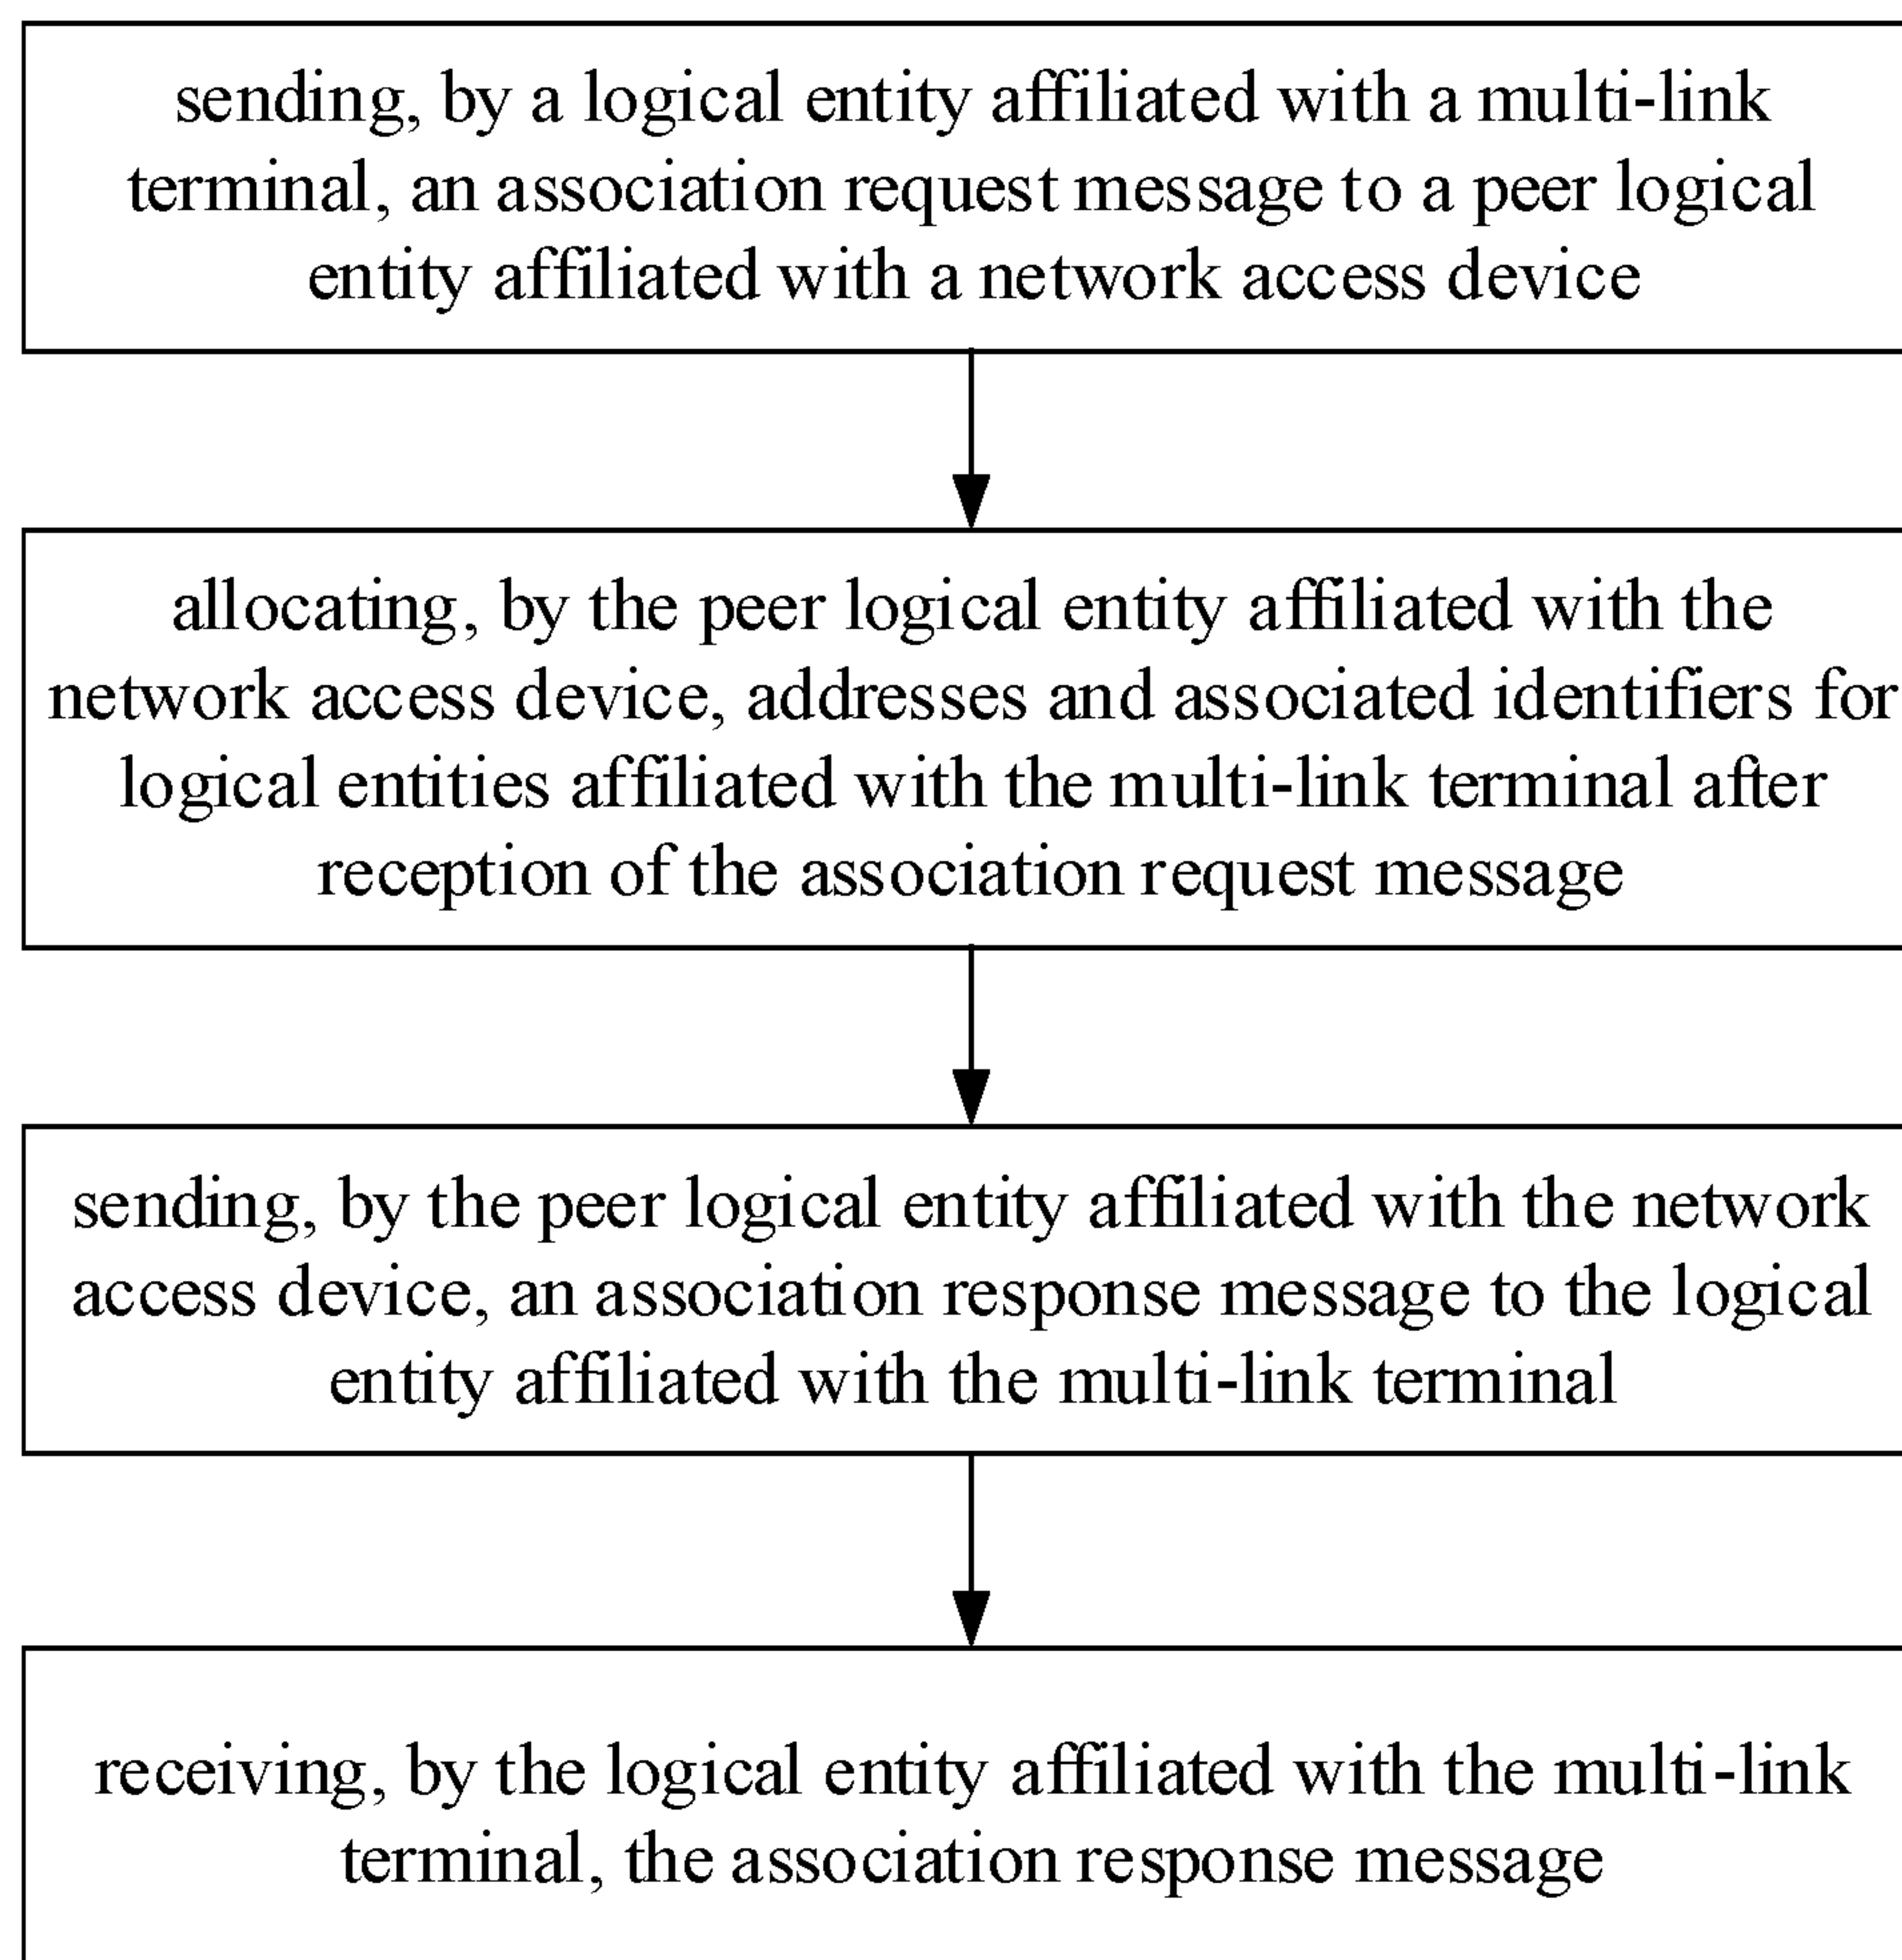 sending, by a logical entity affiliated with a multi-link
terminal, an association request message to a peer logical
entity affiliated with a network access device
allocating, by the peer logical entity affiliated with the
network access device, addresses and associated identifiers for
logical entities affiliated with the multi-link terminal after
reception of the association request message
sending, by the peer logical entity affiliated with the network
access device, an association response message to the logical
entity affiliated with the multi-link terminal
receiving, by the logical entity affiliated with the multi-link
terminal, the association response message